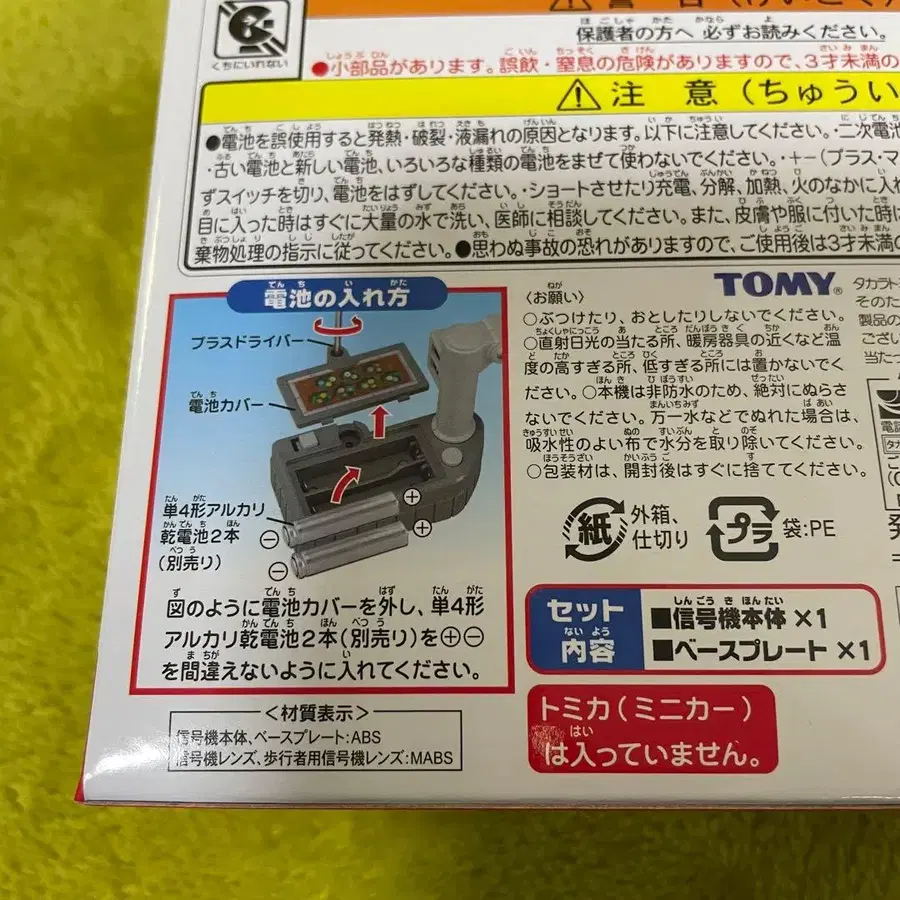 くちにいれない
保護者の方へ 必ずお読みください。
●小部品があります。誤飲・窒息の危険がありますので、3才未満の
⚠注 意(ちゅうい
●電池を誤使用すると発熱・破裂・液漏れの原因となります。以下に注意してください。・二次電池
・古い電池と新しい電池、いろいろな種類の電池をまぜて使わないでください。・+-(プラス・マ
ずスイッチを切り、電池をはずしてください。・ショートさせたり充電、分解、加熱、火のなかに入れ
目に入った時はすぐに大量の水で洗い、医師に相談してください。また、皮膚や服に付いた時は
棄物処理の指示に従ってください。●思わぬ事故の恐れがありますので、ご使用後は3才未満の
電池の入れ方
プラスドライバー
電池カバー
単4形アルカリ
乾電池2本
(別売り)
⊕
⊕
⊖
⊖
図のように電池カバーを外し、単4形
アルカリ乾電池2本(別売り)を⊕⊖
を間違えないように入れてください。
<材質表示>
信号機本体、ベースプレート:ABS
信号機レンズ、歩行者用信号機レンズ:MABS
〈お願い〉
TOMY®
○ぶつけたり、おとしたりしないでください。
○直射日光の当たる所、暖房器具の近くなど温
度の高すぎる所、低すぎる所には置かないでく
ださい。○本機は非防水のため、絶対にぬらさ
ないでください。万一水などでぬれた場合は、
吸水性のよい布で水分を取り除いてください。
○包装材は、開封後はすぐに捨ててください。
紙 外箱、
仕切り
プラ 袋:PE
セット
内容
■信号機本体 ×1
■ベースプレート ×1
トミカ(ミニカー)
は入っていません。
タカラト
そのた
製品の
ござい
当たっ